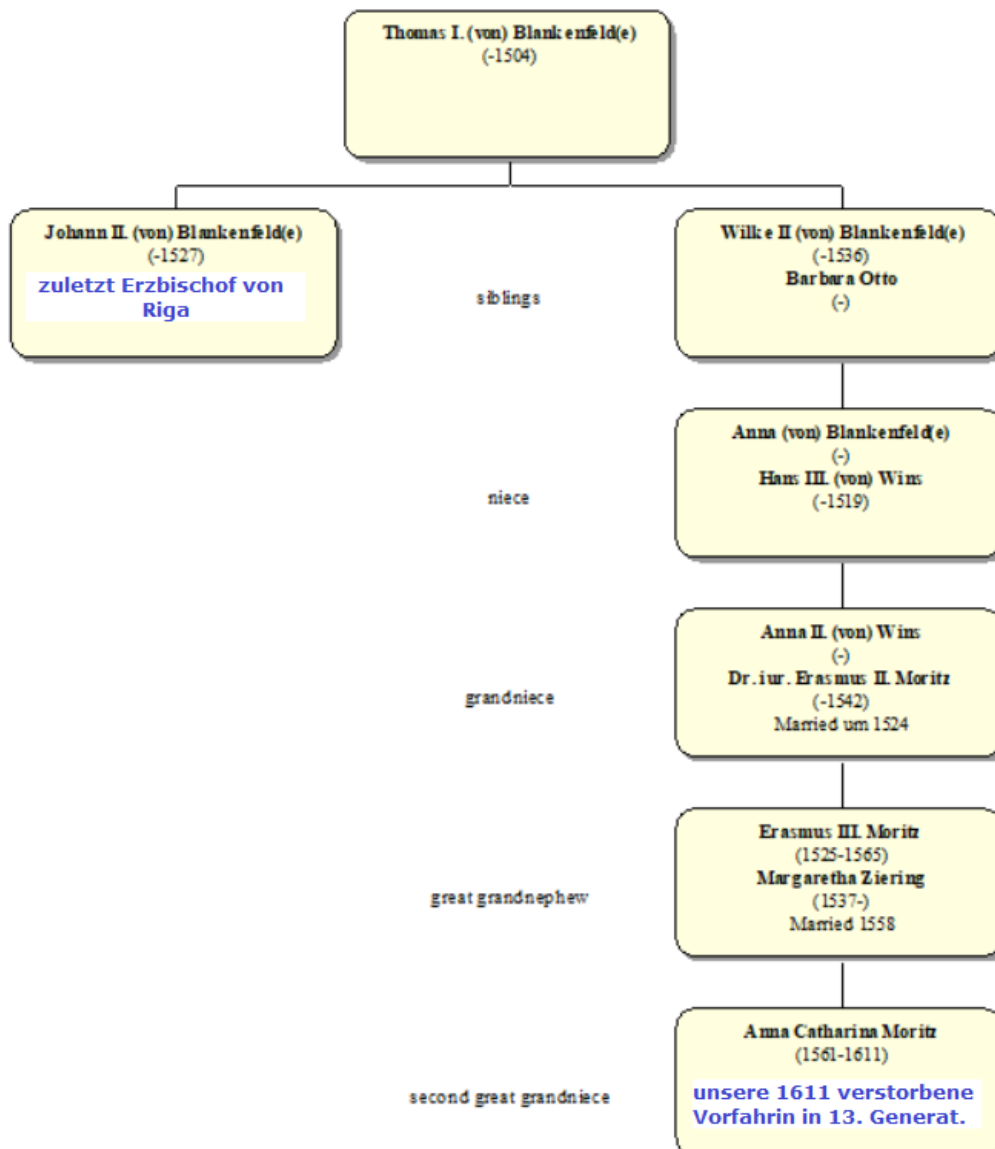 Thomas I. (von) Blankenfeld(e)
(-1504)
Johann II. (von) Blankenfeld(e)
(-1527)
zuletzt Erzbischof von
Riga
siblings
Wilke II (von) Blankenfeld(e)
(-1536)
Barbara Otto
(-)
niece
Anna (von) Blankenfeld(e)
(-)
Hans III. (von) Wins
(-1519)
grandniece
Anna II. (von) Wins
(-)
Dr. iur. Erasmus II. Moritz
(-1542)
Married um 1524
great grandnephew
Erasmus III. Moritz
(1525-1565)
Margaretha Ziering
(1537-)
Married 1558
second great grandniece
Anna Catharina Moritz
(1561-1611)
unsere 1611 verstorbene
Vorfahrin in 13. Generat.